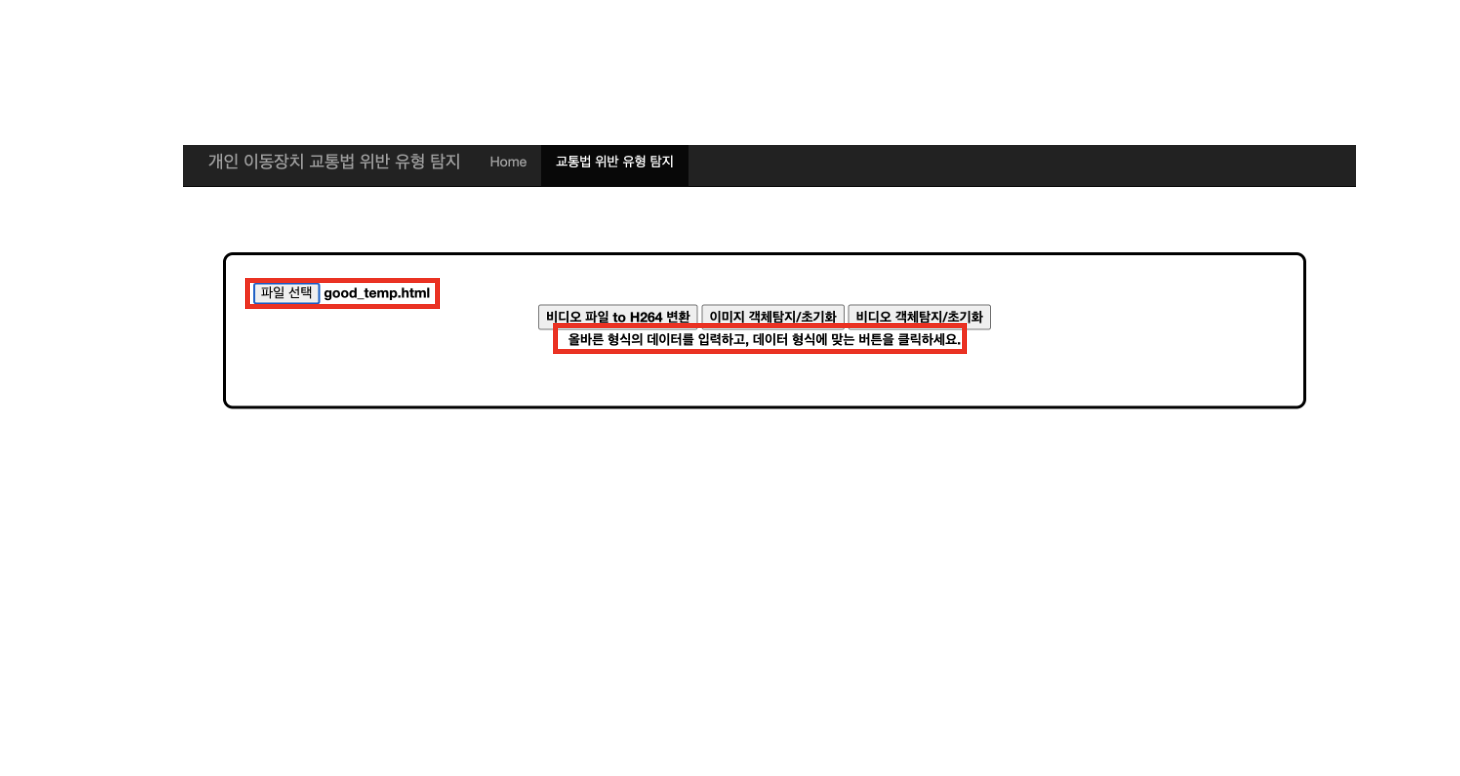 개인 이동장치 교통법 위반 유형 탐지 Home 교통법 위반 유형 탐지
파일 선택 good_temp.html
비디오 파일 to H264 변환 이미지 객체탐지/초기화 비디오 객체탐지/초기화
올바른 형식의 데이터를 입력하고, 데이터 형식에 맞는 버튼을 클릭하세요.